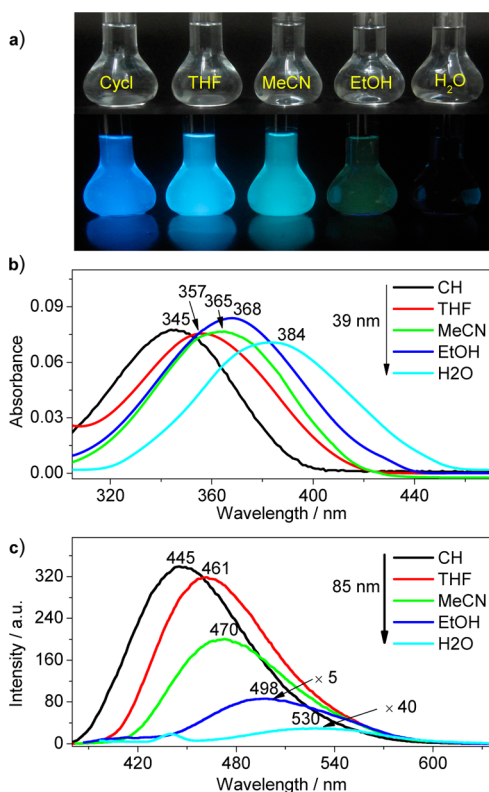 a)
Cycl THF MeCN EtOH H₂O
b)
0.09
0.06
0.03
0.00
345
357
365
368
384
CH
THF
MeCN
EtOH
H2O
39 nm
Absorbance
320 360 400 440
Wavelength / nm
c)
320
240
160
80
0
445
461
470
498
× 5
530
× 40
CH
THF
MeCN
EtOH
H2O
85 nm
Intensity / a.u.
420 480 540 600
Wavelength / nm